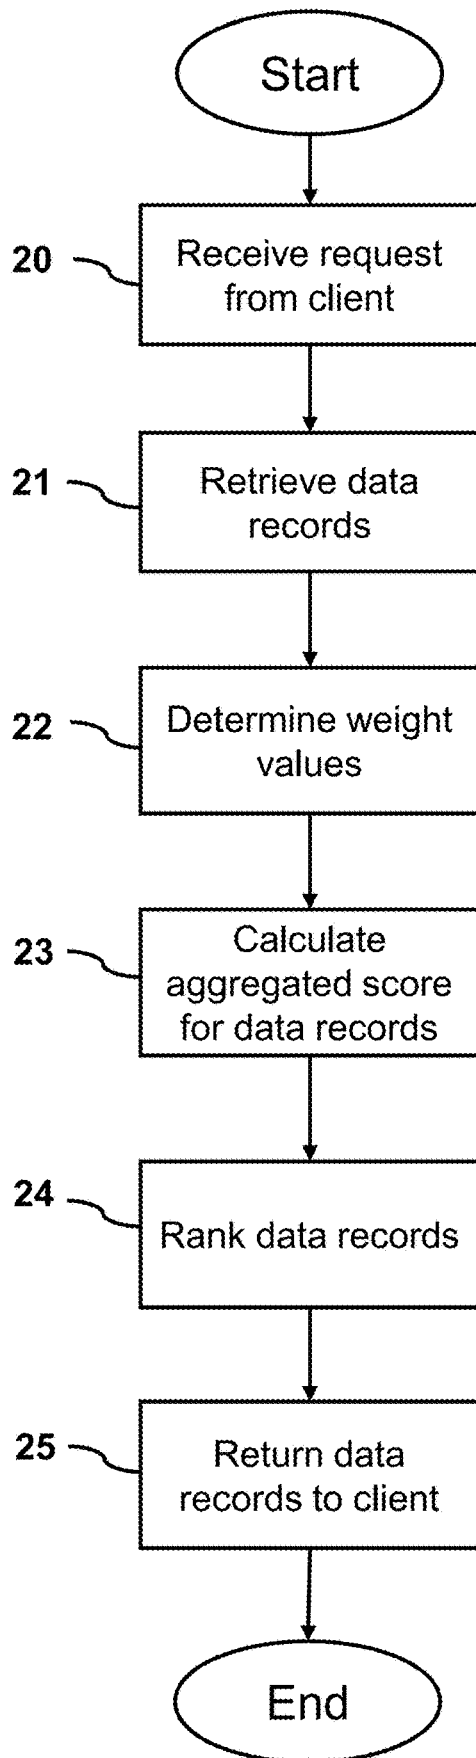 Start
20
Receive request
from client
21
Retrieve data
records
22
Determine weight
values
23
Calculate
aggregated score
for data records
24
Rank data records
25
Return data
records to client
End